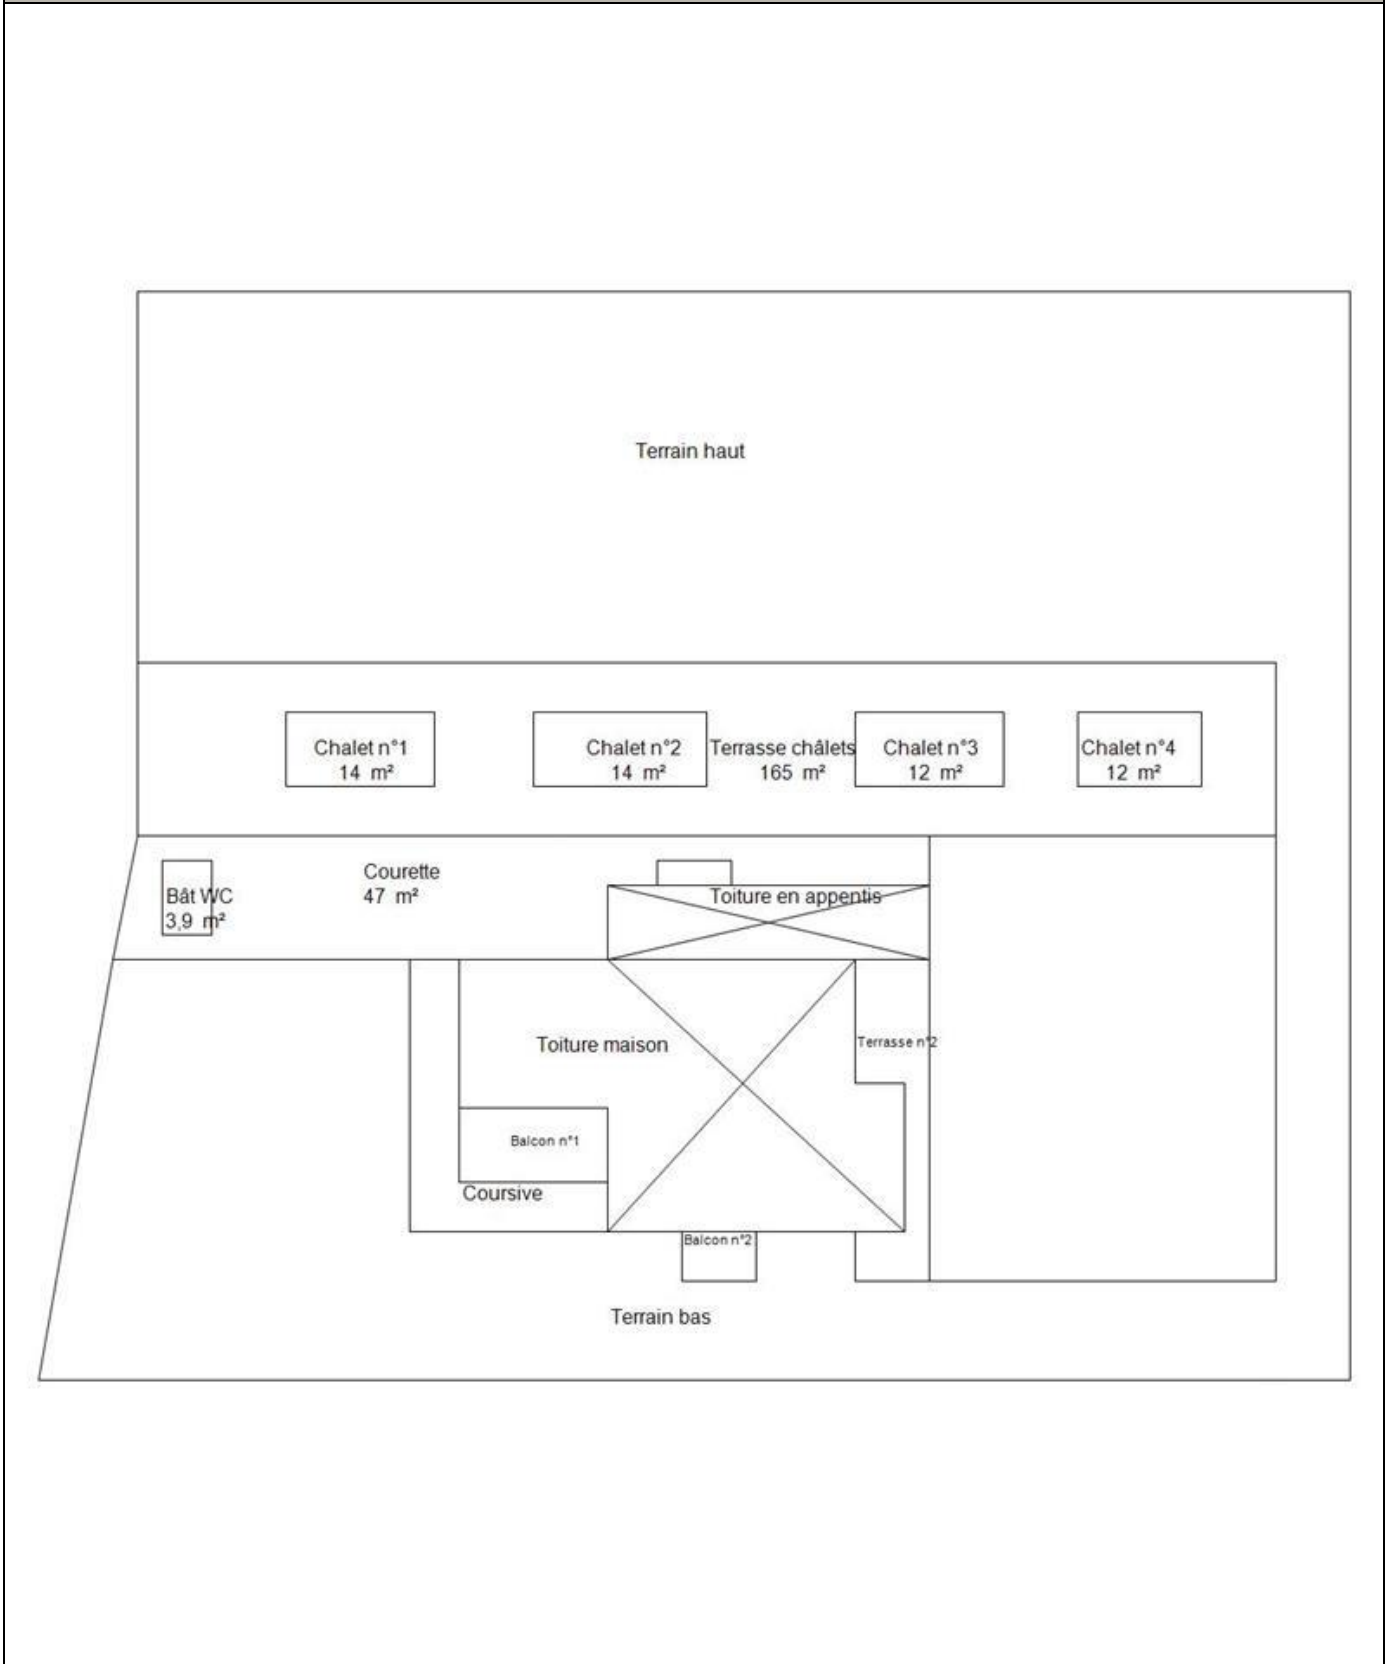 Terrain haut
Chalet n°1
14 m²
Chalet n°2
14 m²
Terrasse châlets
165 m²
Chalet n°3
12 m²
Chalet n°4
12 m²
Bât WC
3,9 m²
Courette
47 m²
Toiture en appentis
Toiture maison
Terrasse n°2
Balcon n°1
Coursive
Balcon n°2
Terrain bas